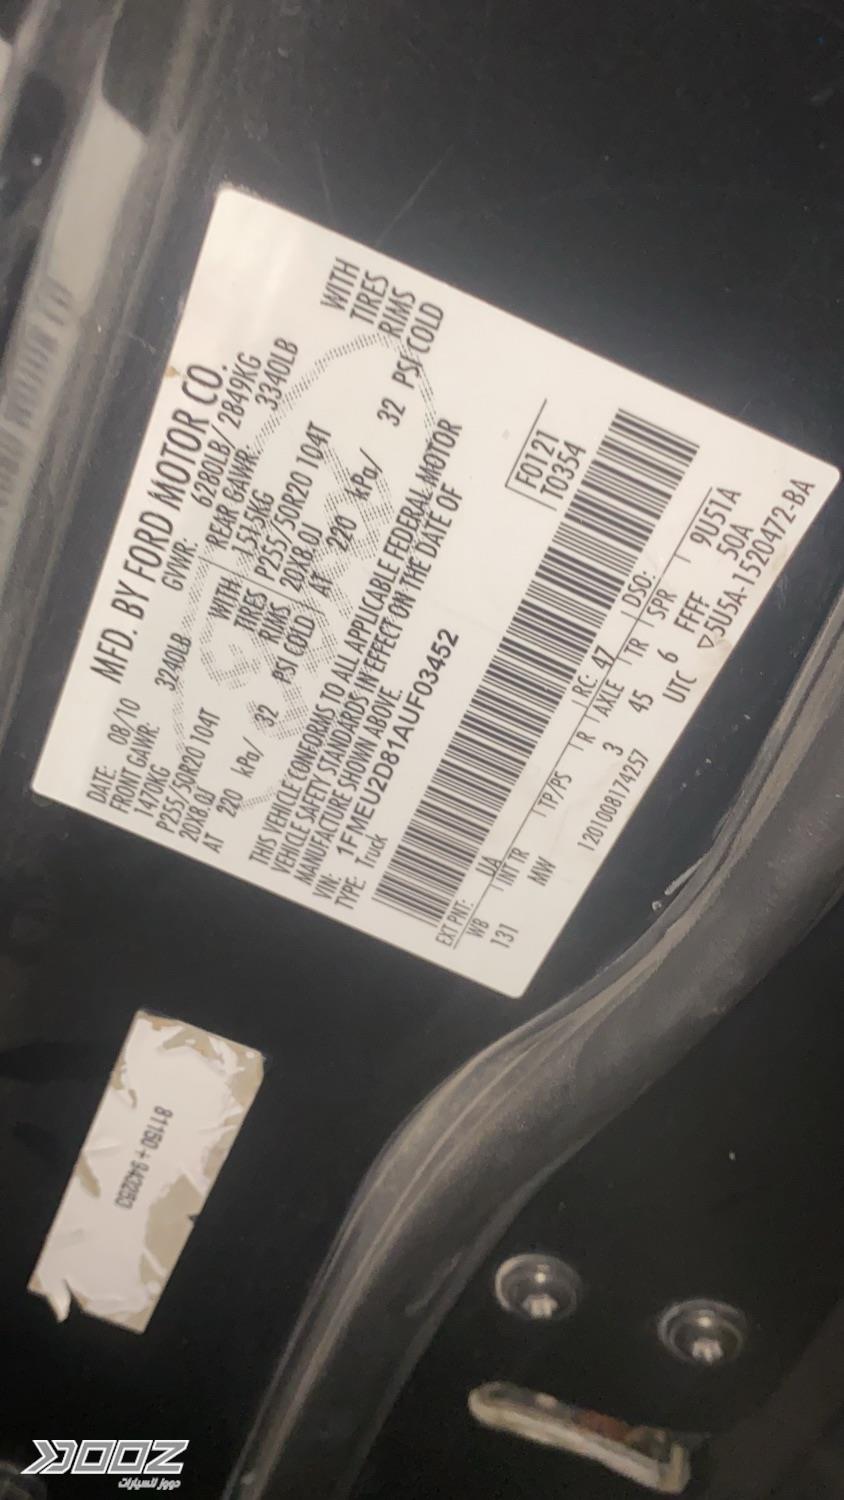 MFD. BY FORD MOTOR CO.
DATE: 08/10 GVWR: 6280LB/ 2849KG
FRONT GAWR: 3240LB REAR GAWR: 3340LB
1470KG WITH 1515KG WITH
P255/50R20 104T TIRES P255/50R20 104T TIRES
20X8.0J RIMS 20X8.0J RIMS
AT 220 kPa/ 32 PSI COLD AT 220 kPa/ 32 PSI COLD
THIS VEHICLE CONFORMS TO ALL APPLICABLE FEDERAL MOTOR
VEHICLE SAFETY STANDARDS IN EFFECT ON THE DATE OF
MANUFACTURE SHOWN ABOVE.
VIN: 1FMEU2D81AUF03452
TYPE: Truck
F0121
T0354
EXT PNT: UA RC: 47 DSO:
WB INT TR TP/PS R AXLE TR SPR 9U51A
131 MW 3 45 6 FFFF 50A
1201008174257 UTC ▽5U5A-1520472-BA
81150+943253
DOOZ
دووز للسيارات